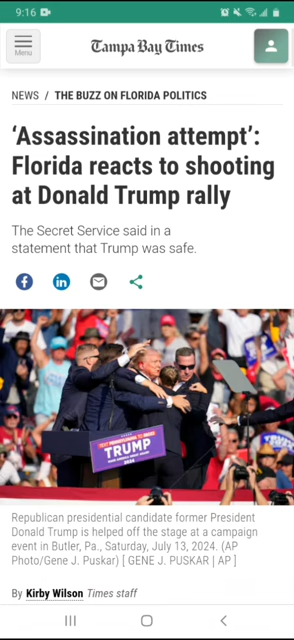 9:16
Menu
Tampa Bay Times
NEWS / THE BUZZ ON FLORIDA POLITICS
‘Assassination attempt’:
Florida reacts to shooting
at Donald Trump rally
The Secret Service said in a
statement that Trump was safe.
TRUMP
2024
Republican presidential candidate former President
Donald Trump is helped off the stage at a campaign
event in Butler, Pa., Saturday, July 13, 2024. (AP
Photo/Gene J. Puskar) [ GENE J. PUSKAR | AP ]
By Kirby Wilson Times staff